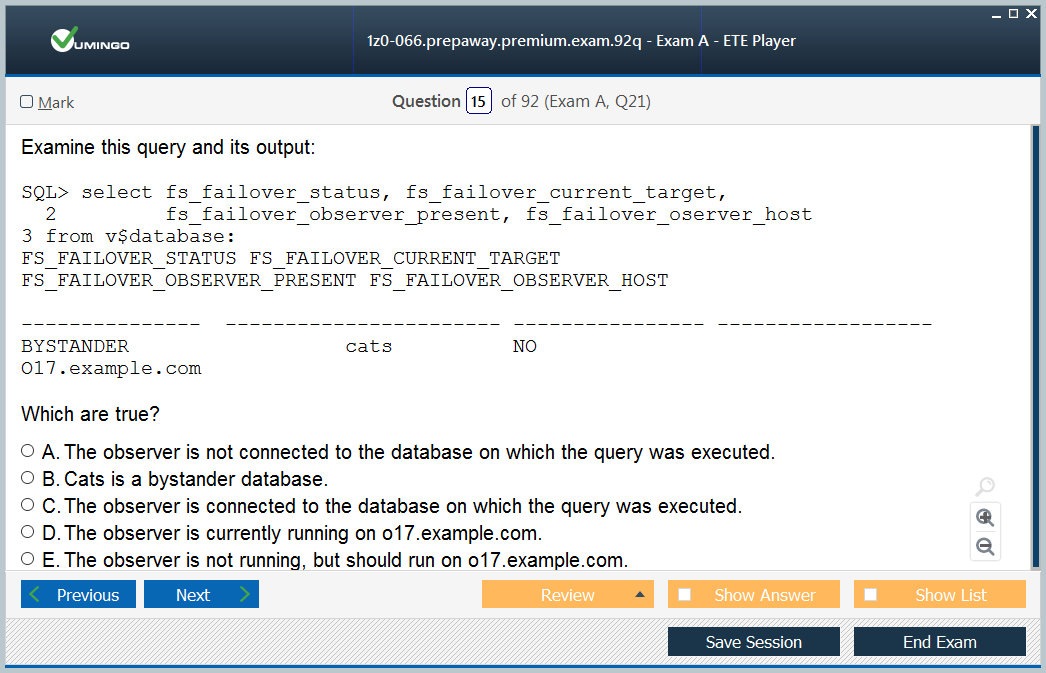 VUMINGO
1z0-066.prepaway.premium.exam.92q - Exam A - ETE Player
Mark
Question 15 of 92 (Exam A, Q21)
Examine this query and its output:
SQL> select fs_failover_status, fs_failover_current_target,
2 fs_failover_observer_present, fs_failover_oserver_host
3 from v$database:
FS_FAILOVER_STATUS FS_FAILOVER_CURRENT_TARGET
FS_FAILOVER_OBSERVER_PRESENT FS_FAILOVER_OBSERVER_HOST
--------------- ----------------------- ---------------- ------------------
BYSTANDER cats NO
O17.example.com
Which are true?
A. The observer is not connected to the database on which the query was executed.
B. Cats is a bystander database.
C. The observer is connected to the database on which the query was executed.
D. The observer is currently running on o17.example.com.
E. The observer is not running, but should run on o17.example.com.
Previous
Next
Review
Show Answer
Show List
Save Session
End Exam